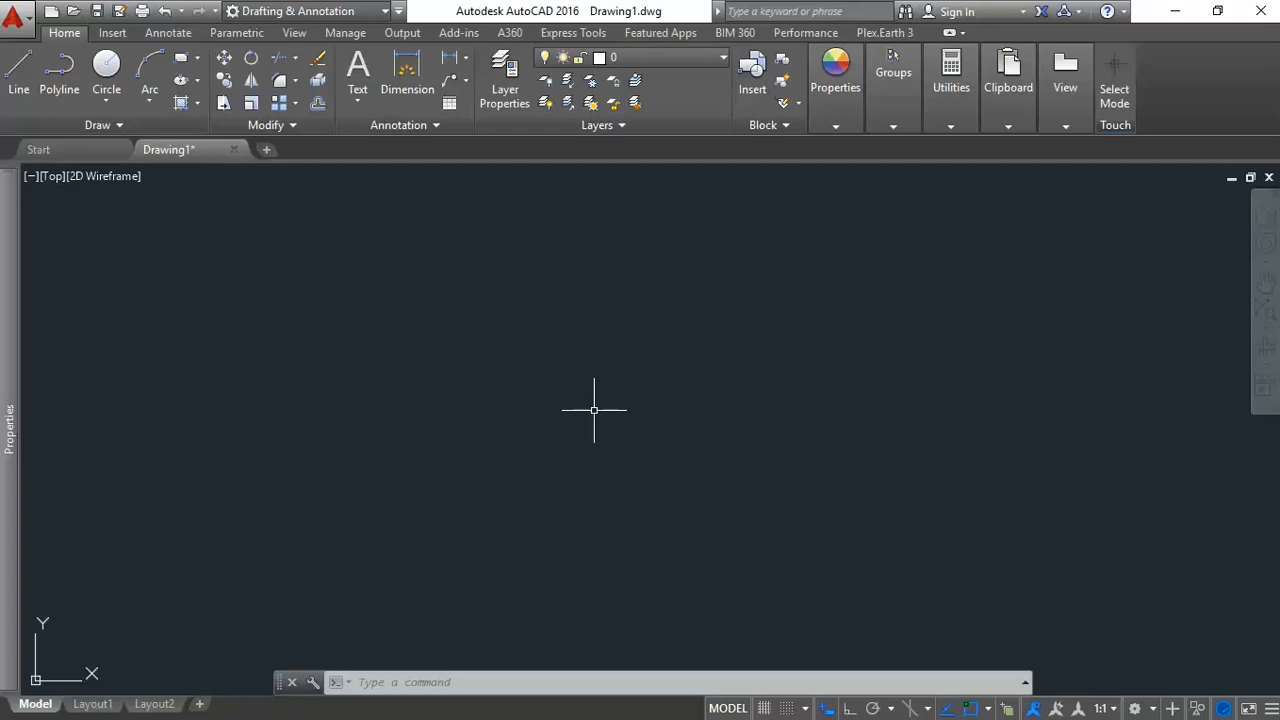 Drafting & Annotation
Autodesk AutoCAD 2016 Drawing1.dwg
Type a keyword or phrase
Sign In
Home Insert Annotate Parametric View Manage Output Add-ins A360 Express Tools Featured Apps BIM 360 Performance Plex.Earth 3
0
Line Polyline Circle Arc
Text Dimension
Layer
Properties
Insert
Properties
Groups
Utilities
Clipboard
View
Select
Mode
Draw Modify Annotation Layers Block Touch
Start Drawing1*
[−][Top][2D Wireframe]
Properties
Y
X
Type a command
Model Layout1 Layout2
MODEL 1:1